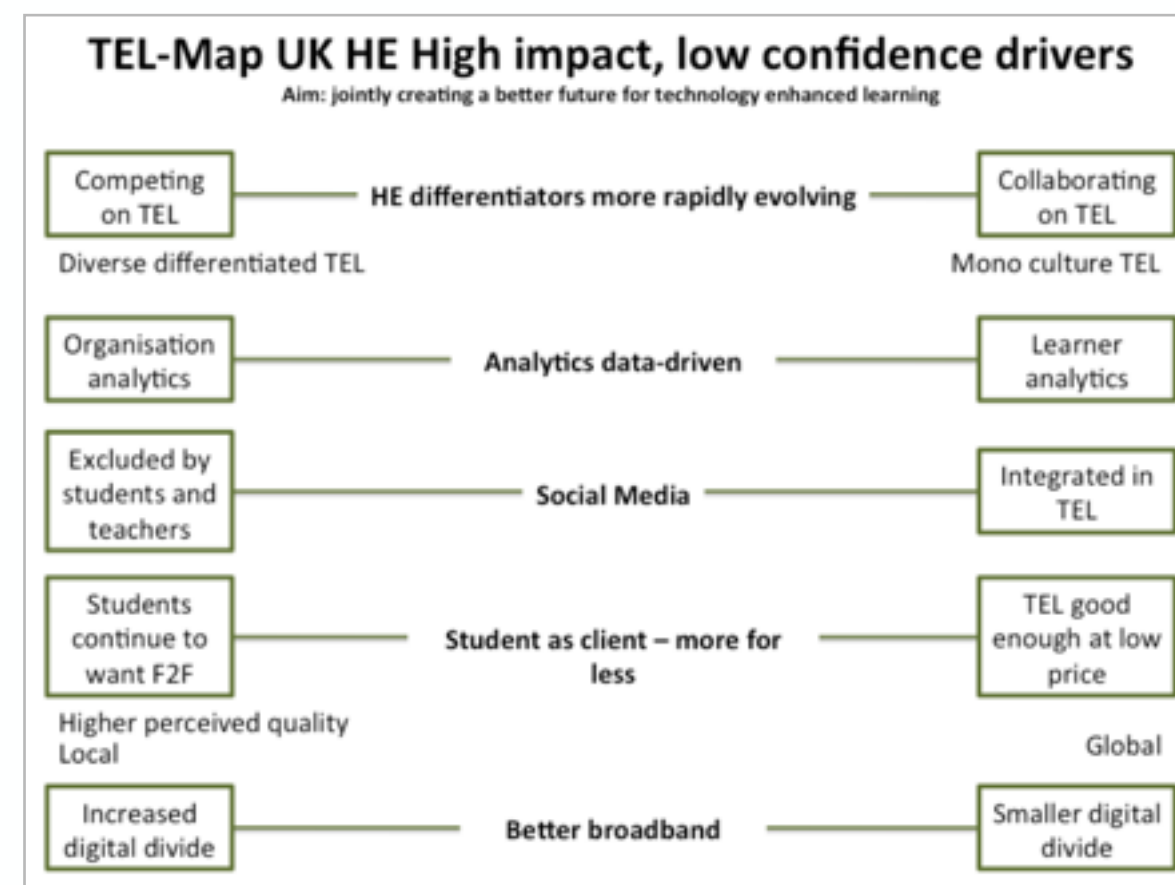 TEL-Map UK HE High impact, low confidence drivers
Aim: jointly creating a better future for technology enhanced learning
Competing
on TEL
HE differentiators more rapidly evolving
Collaborating
on TEL
Diverse differentiated TEL
Mono culture TEL
Organisation
analytics
Analytics data-driven
Learner
analytics
Excluded by
students and
teachers
Social Media
Integrated in
TEL
Students
continue to
want F2F
Student as client – more for
less
TEL good
enough at low
price
Higher perceived quality
Local
Global
Increased
digital divide
Better broadband
Smaller digital
divide